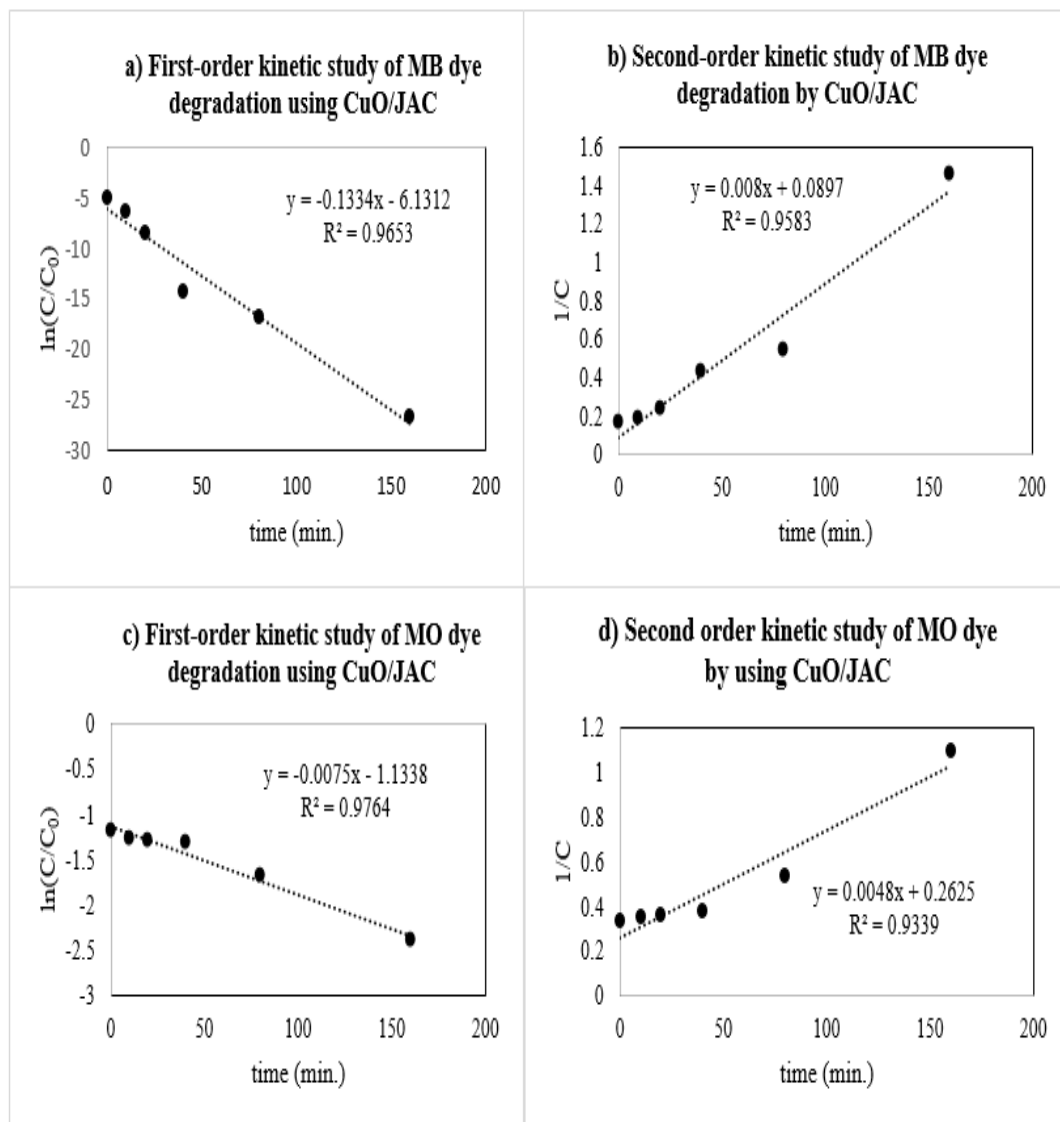 a) First-order kinetic study of MB dye
degradation using CuO/JAC
0
-5
-10
-15
-20
-25
-30
ln(C/C₀)
y = -0.1334x - 6.1312
R² = 0.9653
0 50 100 150 200
time (min.)
b) Second-order kinetic study of MB dye
degradation by CuO/JAC
1.6
1.4
1.2
1
0.8
0.6
0.4
0.2
0
1/C
y = 0.008x + 0.0897
R² = 0.9583
0 50 100 150 200
time (min.)
c) First-order kinetic study of MO dye
degradation using CuO/JAC
0
-0.5
-1
-1.5
-2
-2.5
-3
ln(C/C₀)
y = -0.0075x - 1.1338
R² = 0.9764
0 50 100 150 200
time (min.)
d) Second order kinetic study of MO dye
by using CuO/JAC
1.2
1
0.8
0.6
0.4
0.2
0
1/C
y = 0.0048x + 0.2625
R² = 0.9339
0 50 100 150 200
time (min.)